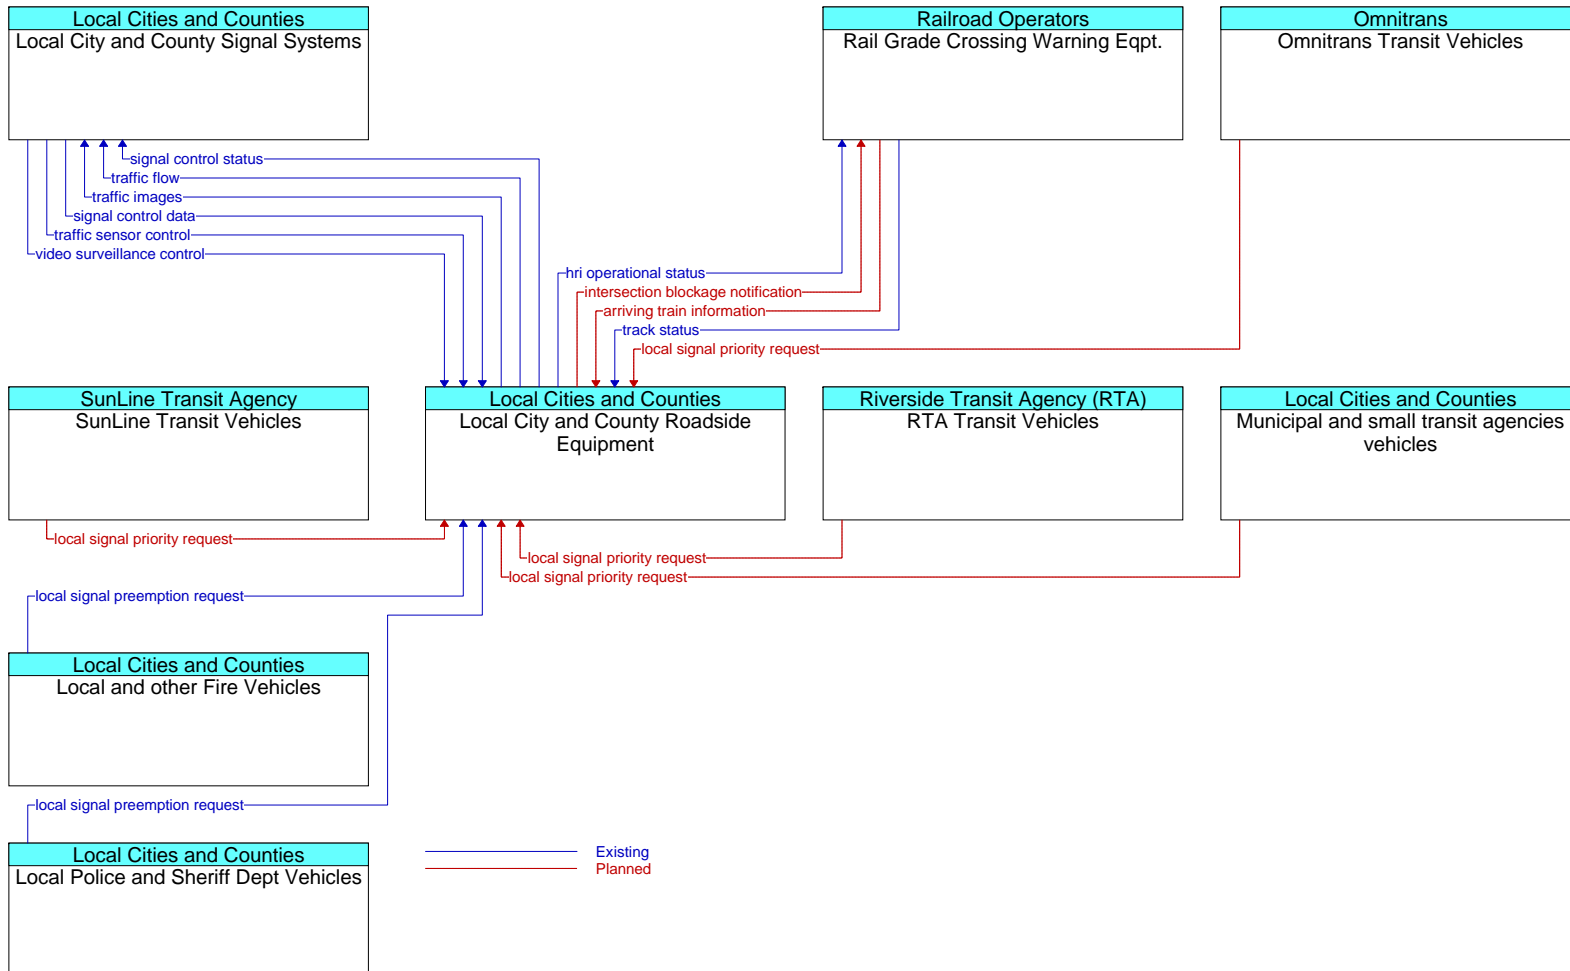 Local Cities and Counties
Local City and County Signal Systems
Railroad Operators
Rail Grade Crossing Warning Eqpt.
Omnitrans
Omnitrans Transit Vehicles
signal control status
traffic flow
traffic images
signal control data
traffic sensor control
video surveillance control
hri operational status
intersection blockage notification
arriving train information
track status
local signal priority request
SunLine Transit Agency
SunLine Transit Vehicles
Local Cities and Counties
Local City and County Roadside
Equipment
Riverside Transit Agency (RTA)
RTA Transit Vehicles
Local Cities and Counties
Municipal and small transit agencies
vehicles
local signal priority request
local signal priority request
local signal priority request
local signal preemption request
Local Cities and Counties
Local and other Fire Vehicles
local signal preemption request
Local Cities and Counties
Local Police and Sheriff Dept Vehicles
Existing
Planned